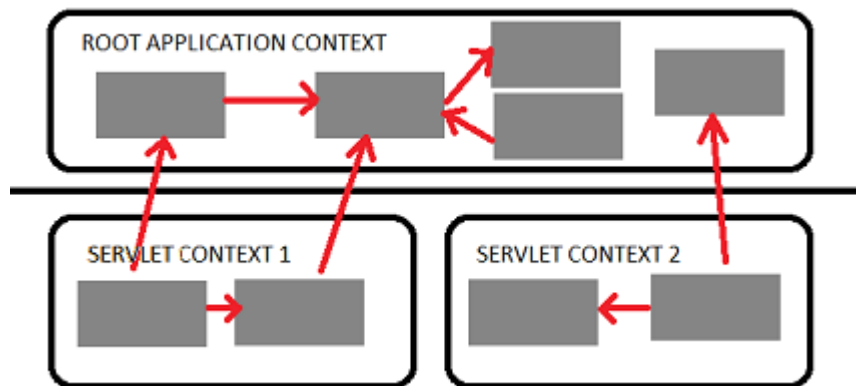 ROOT APPLICATION CONTEXT
SERVLET CONTEXT 1
SERVLET CONTEXT 2